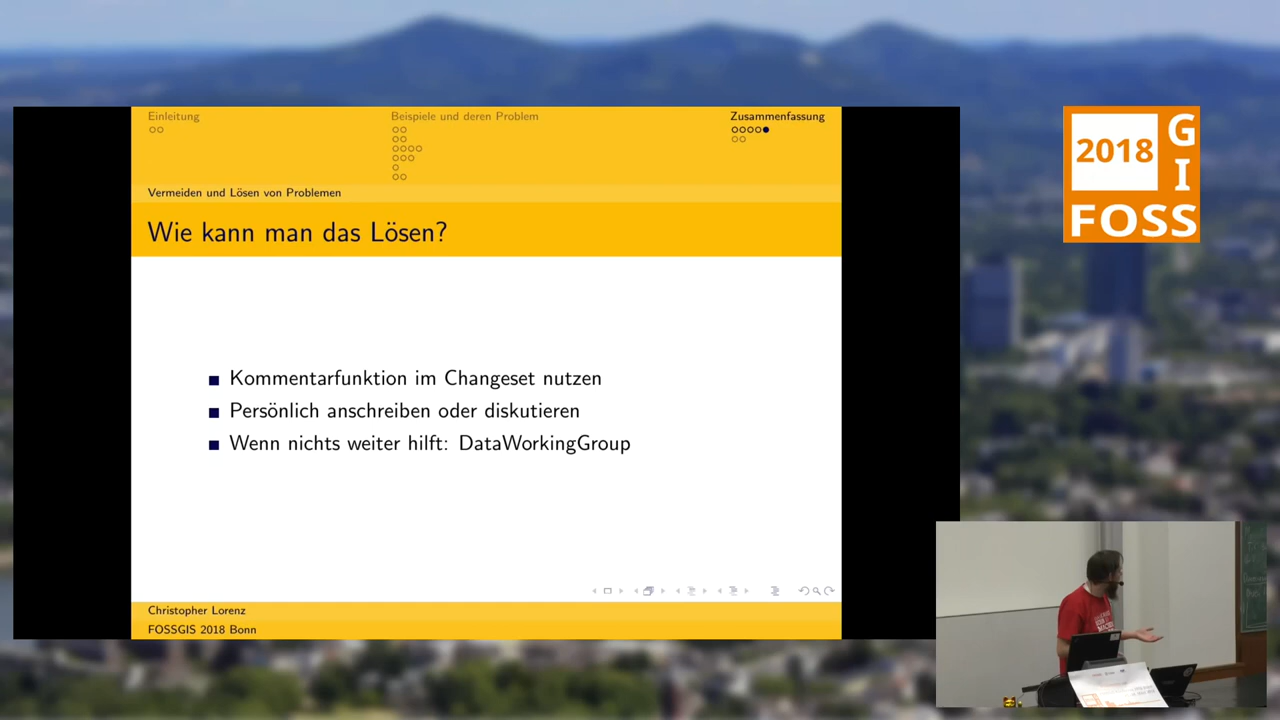 Einleitung
Beispiele und deren Problem
Zusammenfassung
Vermeiden und Lösen von Problemen
Wie kann man das Lösen?
Kommentarfunktion im Changeset nutzen
Persönlich anschreiben oder diskutieren
Wenn nichts weiter hilft: DataWorkingGroup
Christopher Lorenz
FOSSGIS 2018 Bonn
2018
G
I
FOSS